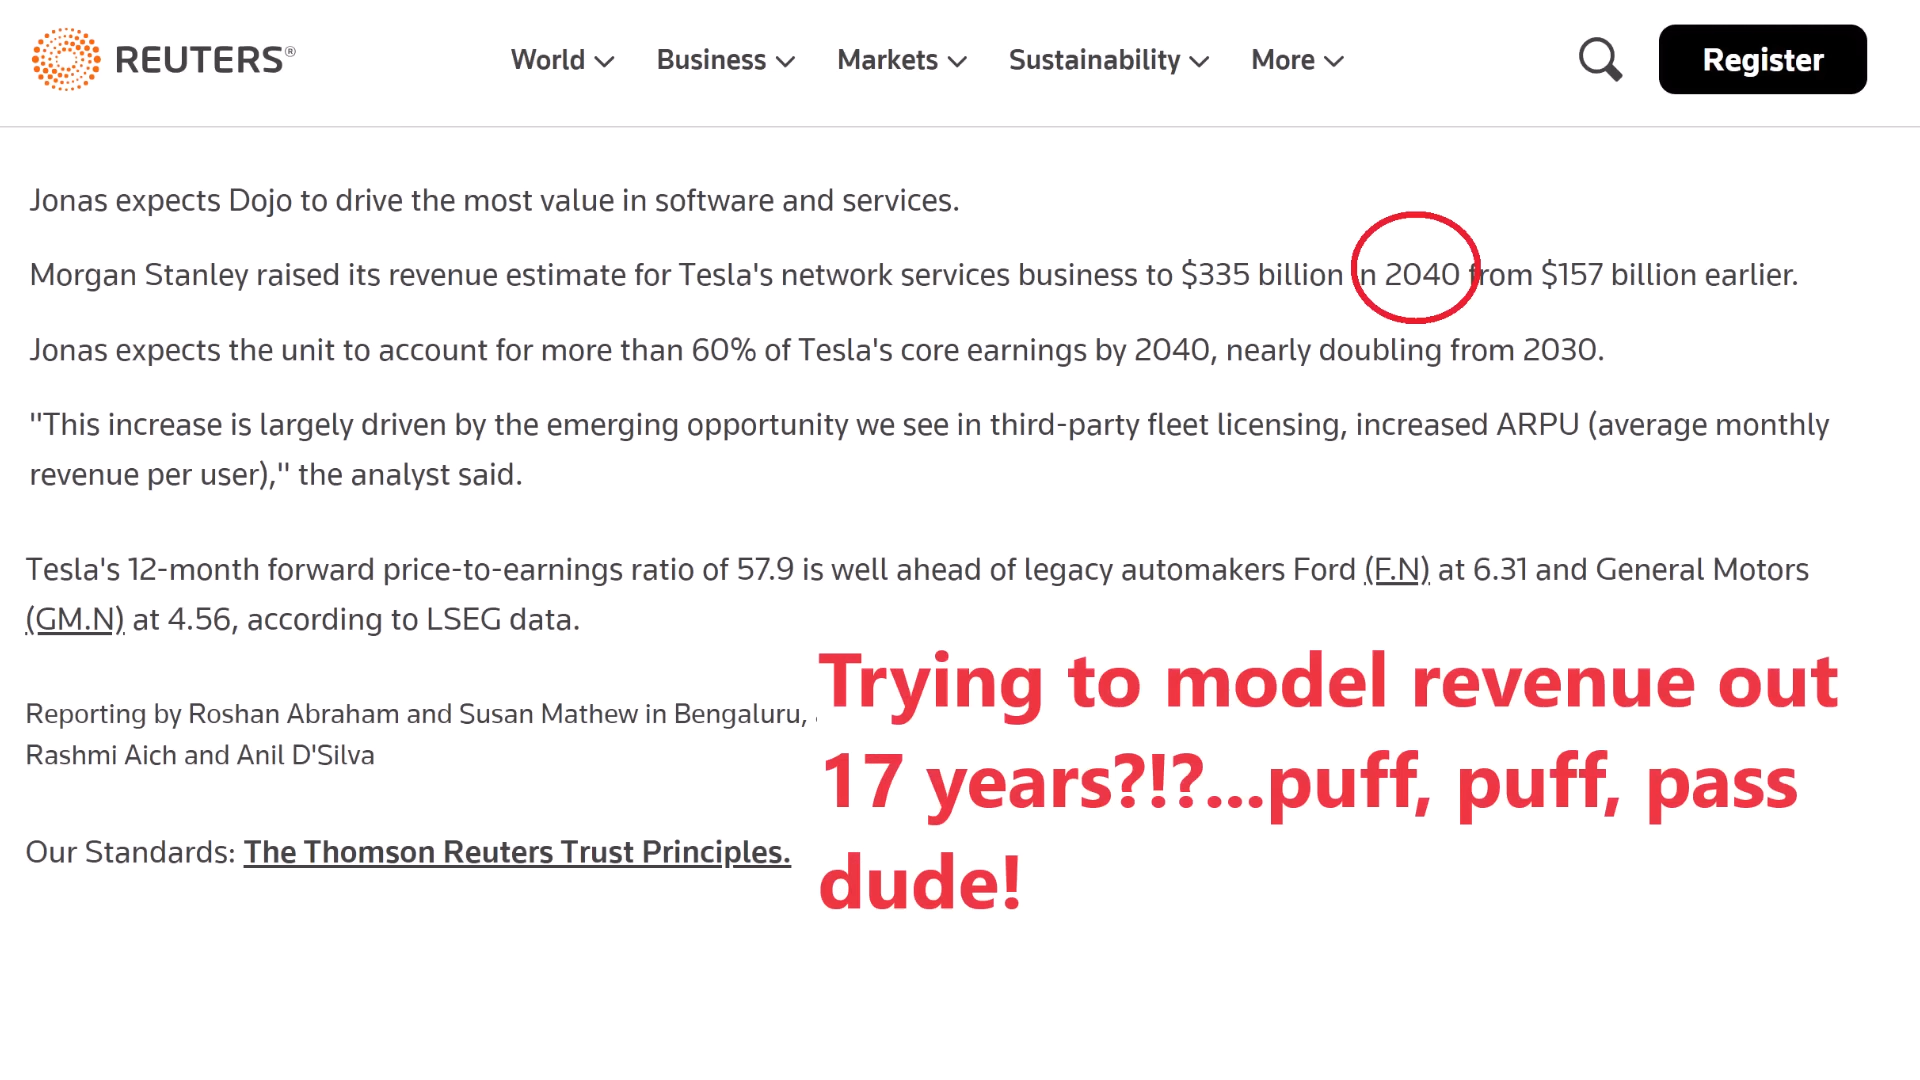 REUTERS®
World Business Markets Sustainability More
Register
Jonas expects Dojo to drive the most value in software and services.
Morgan Stanley raised its revenue estimate for Tesla's network services business to $335 billion in 2040 from $157 billion earlier.
Jonas expects the unit to account for more than 60% of Tesla's core earnings by 2040, nearly doubling from 2030.
"This increase is largely driven by the emerging opportunity we see in third-party fleet licensing, increased ARPU (average monthly
revenue per user)," the analyst said.
Tesla's 12-month forward price-to-earnings ratio of 57.9 is well ahead of legacy automakers Ford (F.N) at 6.31 and General Motors
(GM.N) at 4.56, according to LSEG data.
Reporting by Roshan Abraham and Susan Mathew in Bengaluru,
Rashmi Aich and Anil D'Silva
Our Standards: The Thomson Reuters Trust Principles.
Trying to model revenue out
17 years?!?...puff, puff, pass
dude!